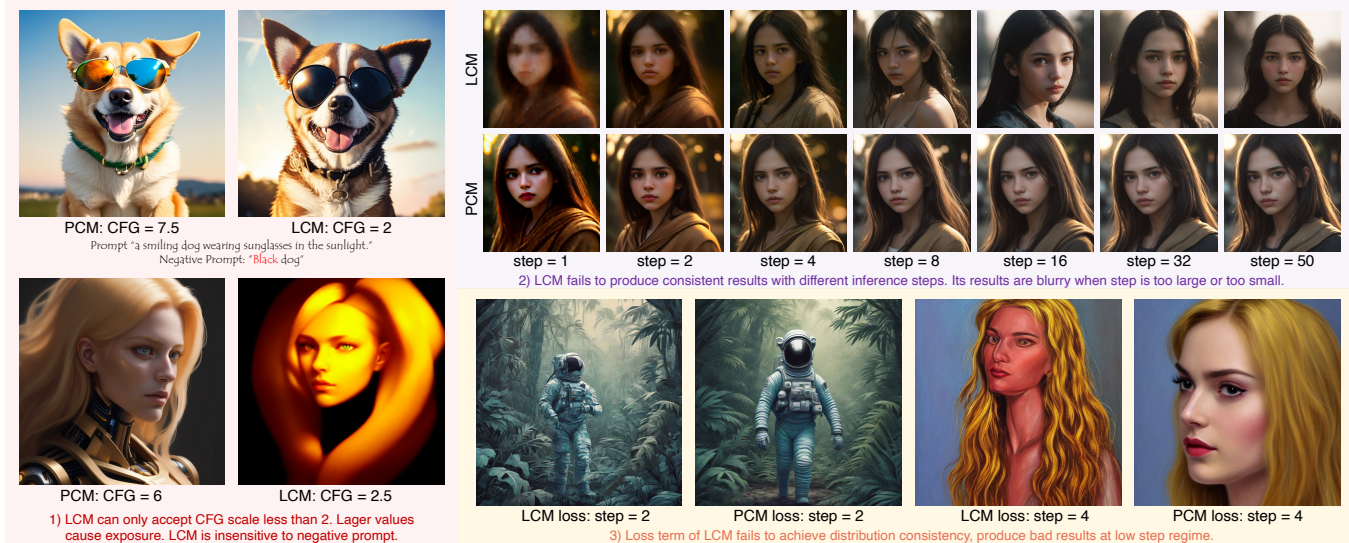 PCM: CFG = 7.5
LCM: CFG = 2
Prompt “a smiling dog wearing sunglasses in the sunlight.”
Negative Prompt: “Black dog”
PCM: CFG = 6
LCM: CFG = 2.5
1) LCM can only accept CFG scale less than 2. Lager values
cause exposure. LCM is insensitive to negative prompt.
LCM
PCM
step = 1
step = 2
step = 4
step = 8
step = 16
step = 32
step = 50
2) LCM fails to produce consistent results with different inference steps. Its results are blurry when step is too large or too small.
LCM loss: step = 2
PCM loss: step = 2
LCM loss: step = 4
PCM loss: step = 4
3) Loss term of LCM fails to achieve distribution consistency, produce bad results at low step regime.